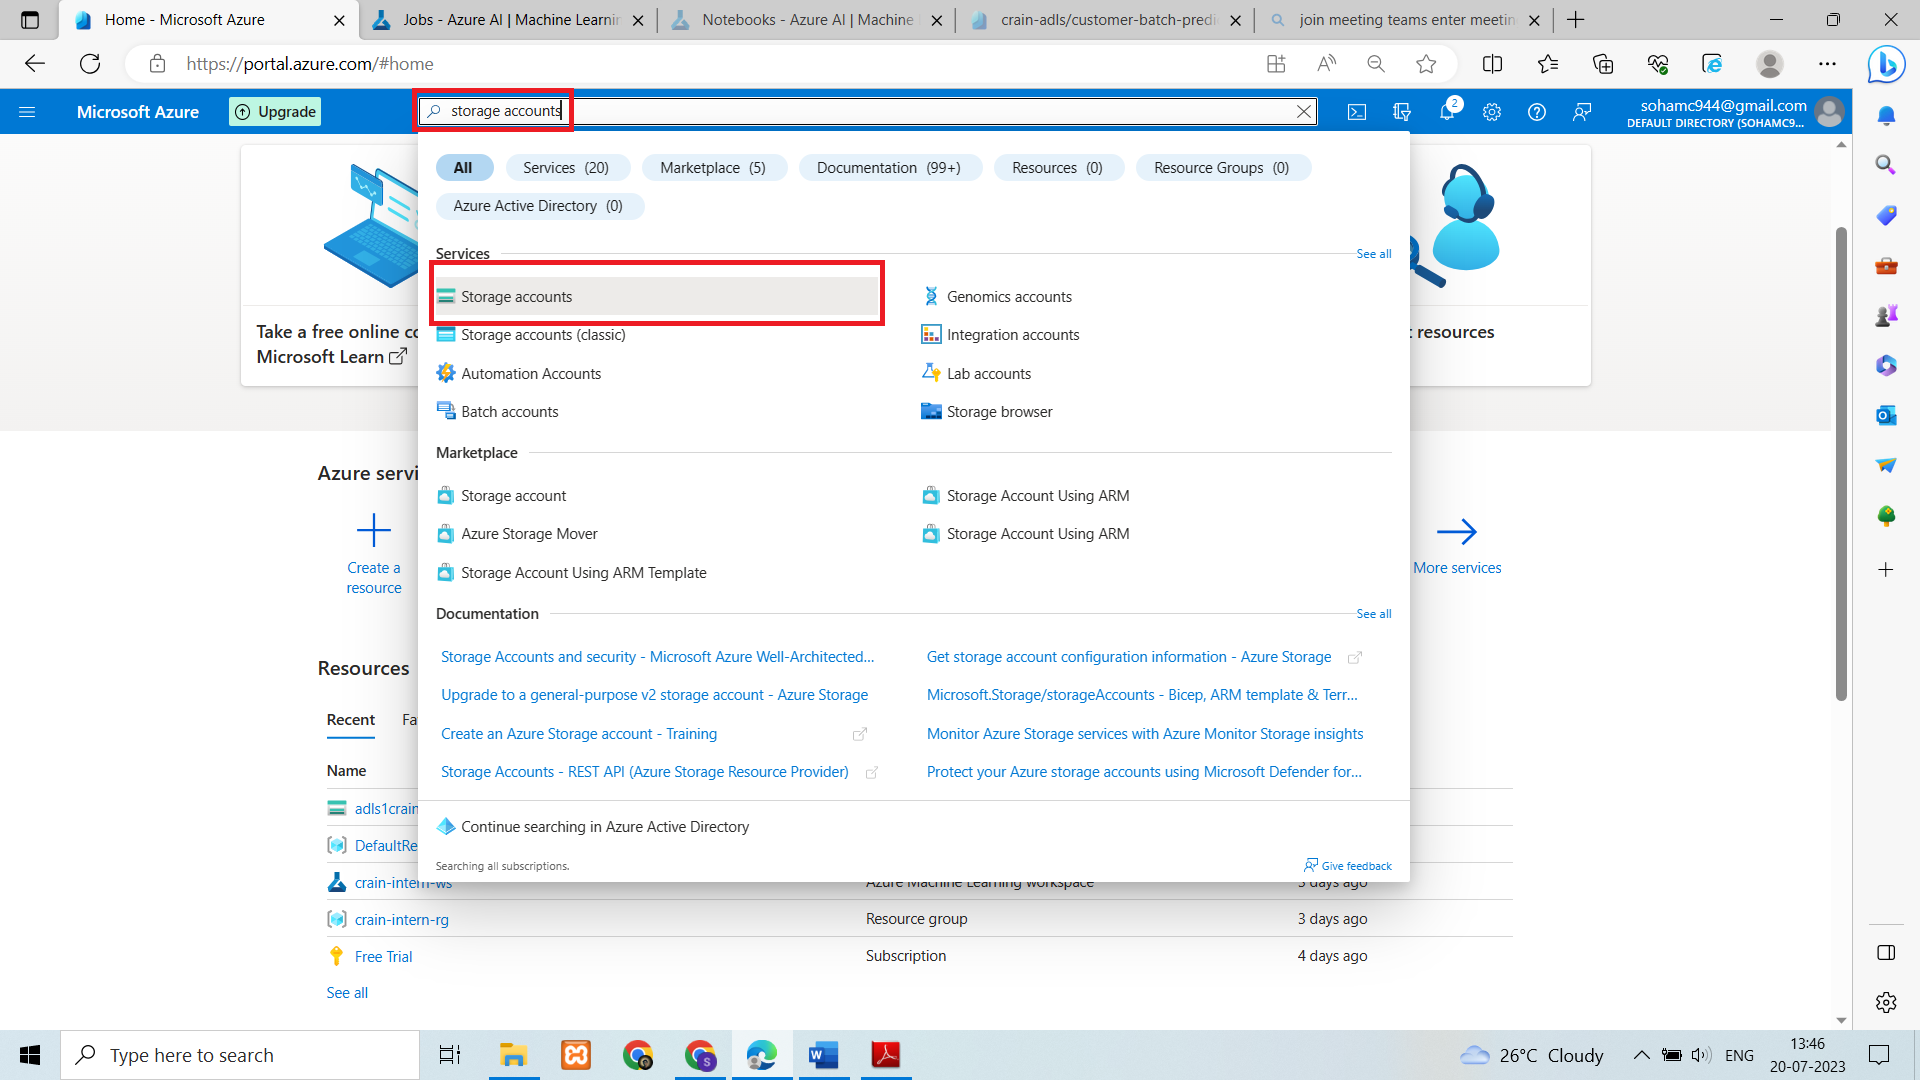 Home - Microsoft Azure
Jobs - Azure AI | Machine Learnin
Notebooks - Azure AI | Machine
crain-adls/customer-batch-predi
join meeting teams enter meetin
https://portal.azure.com/#home
Microsoft Azure
Upgrade
storage accounts
2
sohamc944@gmail.com
DEFAULT DIRECTORY (SOHAMC9...
All
Services (20)
Marketplace (5)
Documentation (99+)
Resources (0)
Resource Groups (0)
Azure Active Directory (0)
Services
See all
Storage accounts
Genomics accounts
Storage accounts (classic)
Integration accounts
Automation Accounts
Lab accounts
Batch accounts
Storage browser
Take a free online co
Microsoft Learn
t resources
Marketplace
Storage account
Storage Account Using ARM
Azure Storage Mover
Storage Account Using ARM
Storage Account Using ARM Template
Azure servi
Create a
resource
More services
Documentation
See all
Storage Accounts and security - Microsoft Azure Well-Architected...
Get storage account configuration information - Azure Storage
Upgrade to a general-purpose v2 storage account - Azure Storage
Microsoft.Storage/storageAccounts - Bicep, ARM template & Terr...
Create an Azure Storage account - Training
Monitor Azure Storage services with Azure Monitor Storage insights
Storage Accounts - REST API (Azure Storage Resource Provider)
Protect your Azure storage accounts using Microsoft Defender for...
Continue searching in Azure Active Directory
Searching all subscriptions.
Give feedback
Resources
Recent
Fa
Name
adls1crain
DefaultRe
crain-intern-ws
Azure Machine Learning workspace
3 days ago
crain-intern-rg
Resource group
3 days ago
Free Trial
Subscription
4 days ago
See all
Type here to search
26°C Cloudy
ENG
13:46
20-07-2023